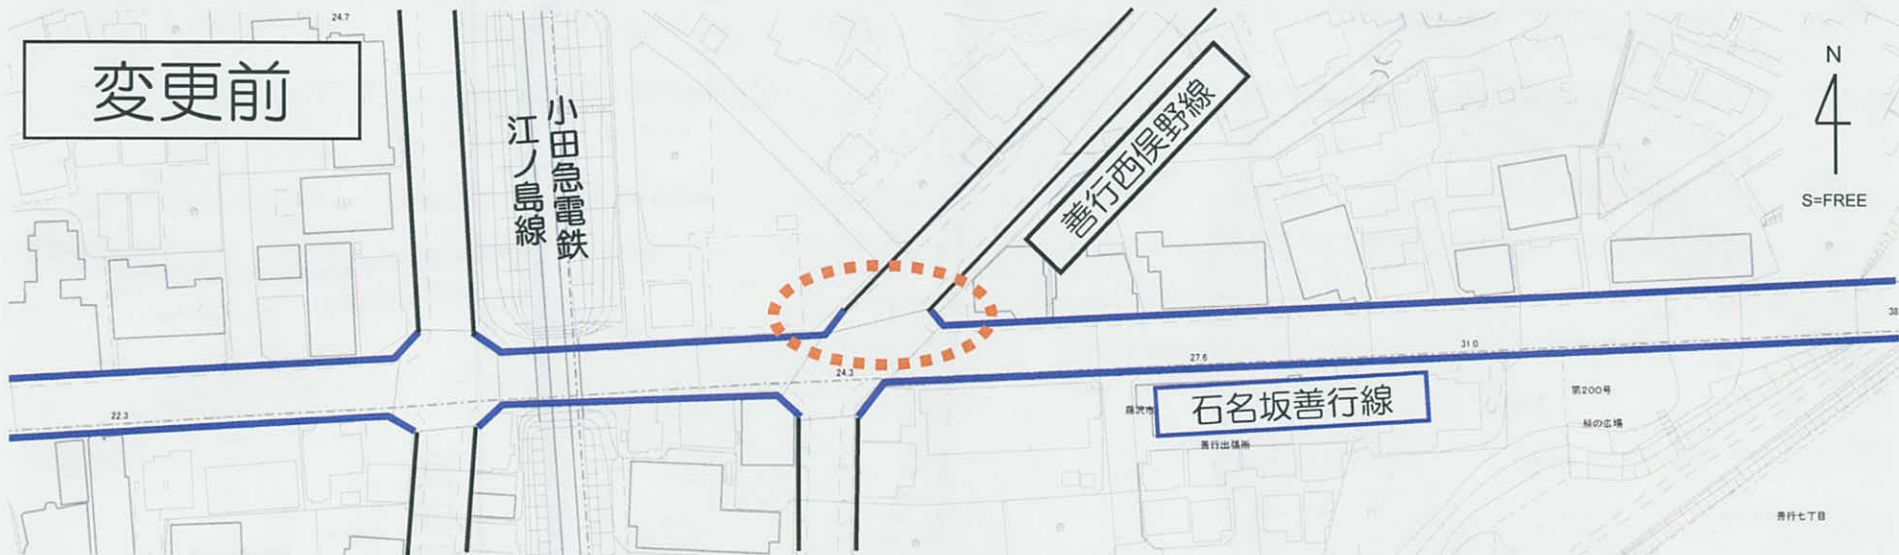 変更前
24.7
小田急電鉄
江ノ島線
善行西俣野線
N
S=FREE
38
31.0
27.6
24.3
22.3
石名坂善行線
第200号
緑の広場
藤沢市
善行出張所
善行七丁目